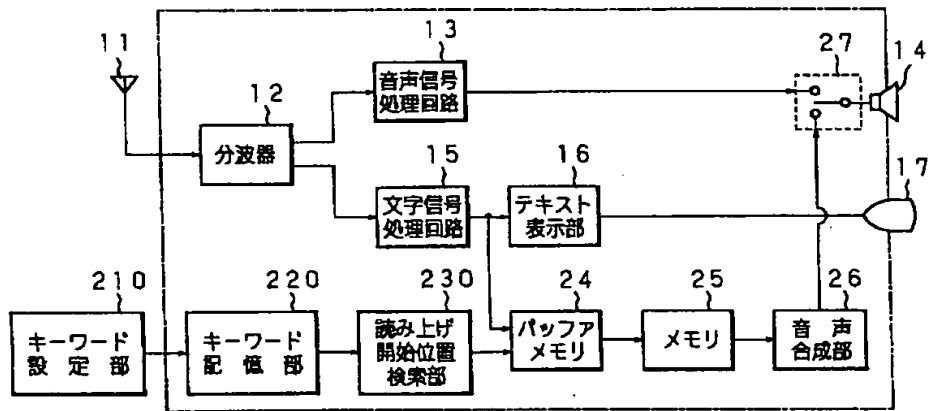 11
12
分波器
13
音声信号
処理回路
27
14
15
文字信号
処理回路
16
テキスト
表示部
17
210
キーワード
設定部
220
キーワード
記憶部
230
読み上げ
開始位置
検索部
24
バッファ
メモリ
25
メモリ
26
音声
合成部